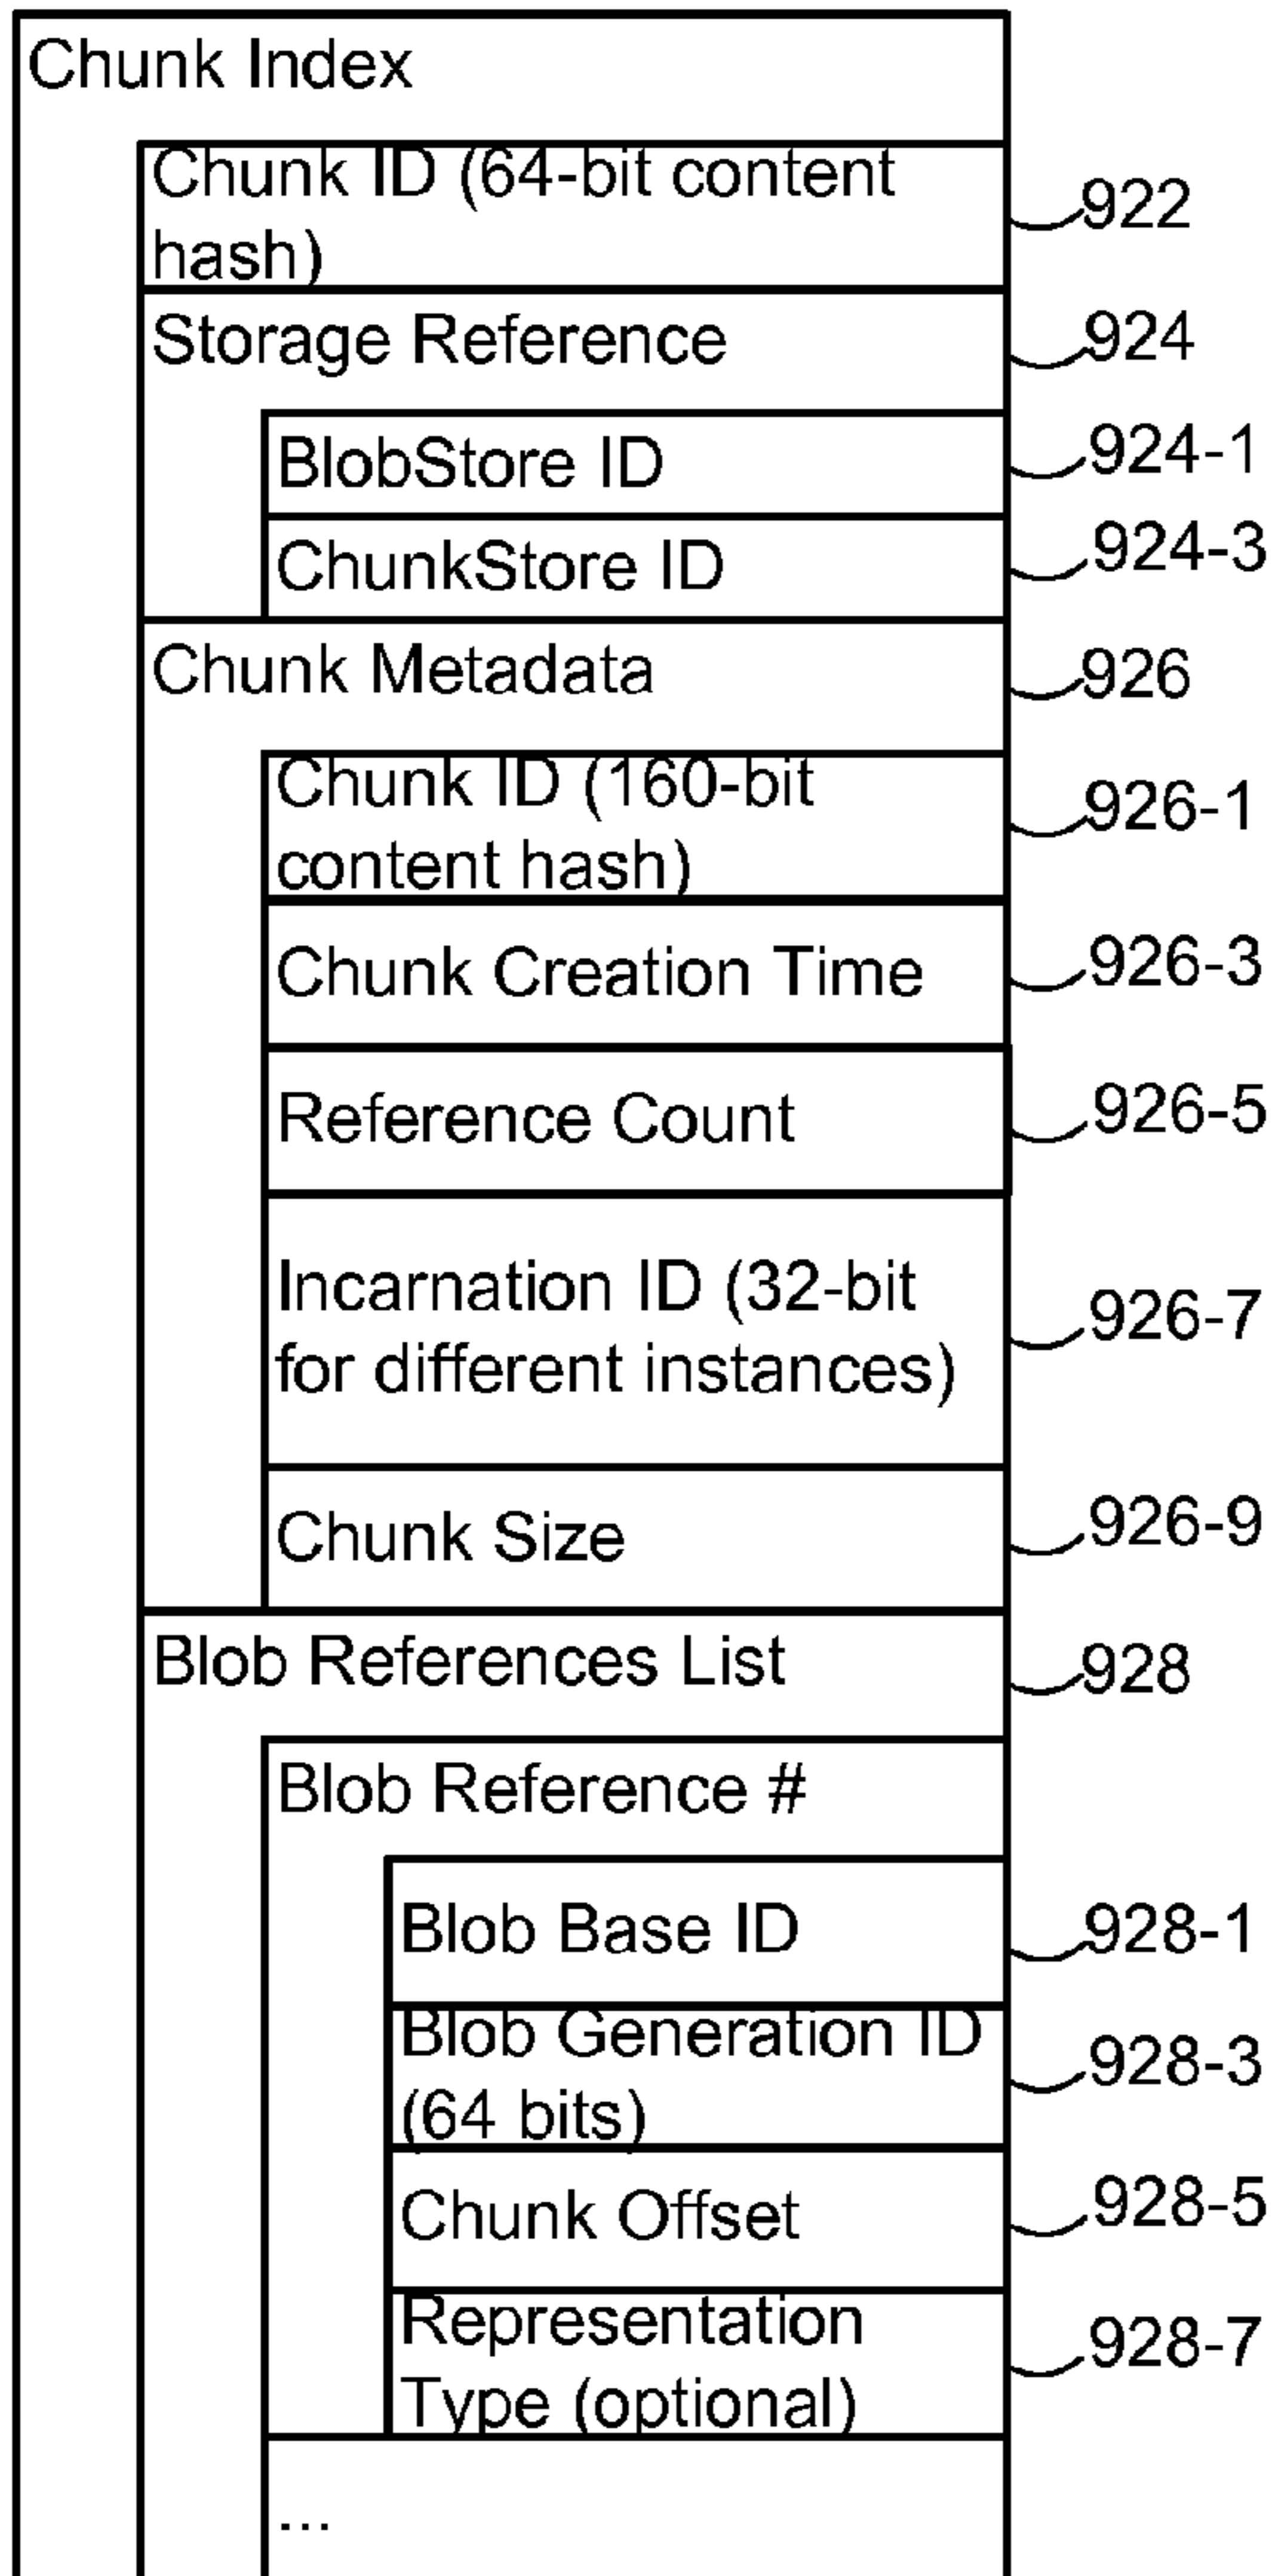 Chunk Index
Chunk ID (64-bit content
hash)
922
Storage Reference
924
BlobStore ID
924-1
ChunkStore ID
924-3
Chunk Metadata
926
Chunk ID (160-bit
content hash)
926-1
Chunk Creation Time
926-3
Reference Count
926-5
Incarnation ID (32-bit
for different instances)
926-7
Chunk Size
926-9
Blob References List
928
Blob Reference #
Blob Base ID
928-1
Blob Generation ID
(64 bits)
928-3
Chunk Offset
928-5
Representation
Type (optional)
928-7
...